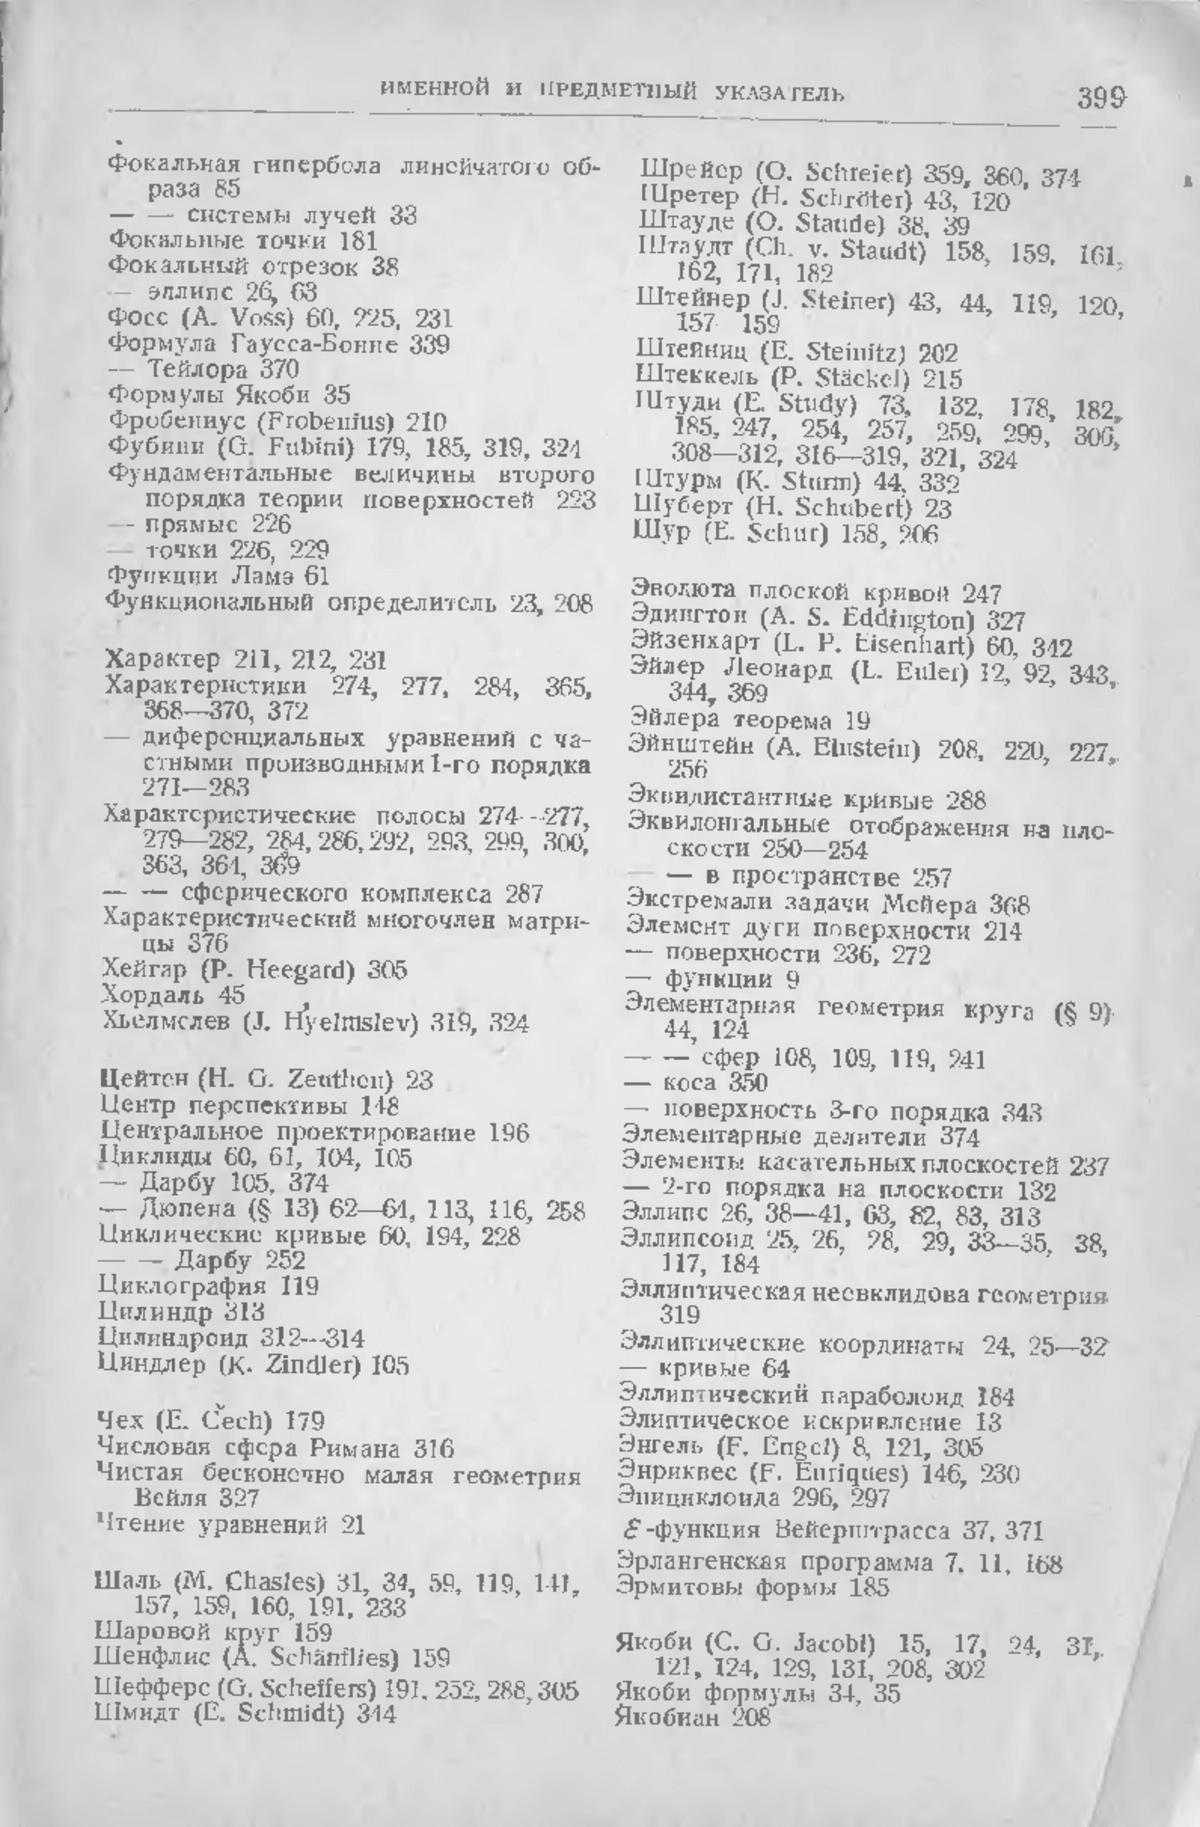 ИМЕННОЙ И ПРЕДМЕТНЫЙ УКАЗАТЕЛЬ
399
Фокальная гипербола линейчатого об-
раза 85
— — системы лучей 33
Фокальные точки 181
Фокальный отрезок 38
— эллипс 26, 63
Фосс (A. Voss) 60, 225, 231
Формула Гаусса-Бонне 339
— Тейлора 370
Формулы Якоби 35
Фробениус (Frobenius) 210
Фубини (G. Fubini) 179, 185, 319, 324
Фундаментальные величины второго
порядка теории поверхностей 223
— прямые 226
— точки 226, 229
Функции Ламэ 61
Функциональный определитель 23, 208
Характер 211, 212, 231
Характеристики 274, 277, 284, 365,
368—370, 372
— диференциальных уравнений с ча-
стными производными 1-го порядка
271—283
Характеристические полосы 274—277,
279—282, 284, 286, 292, 293, 299, 300,
363, 364, 369
— — сферического комплекса 287
Характеристический многочлен матри-
цы 376
Хейгар (P. Heegard) 305
Хордаль 45
Хьелмслев (J. Hyelmslev) 319, 324
Цейтен (H. G. Zeuthen) 23
Центр перспективы 148
Центральное проектирование 196
Циклиды 60, 61, 104, 105
— Дарбу 105, 374
— Дюпена (§ 13) 62—64, 113, 116, 258
Циклические кривые 60, 194, 228
— — Дарбу 252
Циклография 119
Цилиндр 313
Цилиндроид 312—314
Циндлер (K. Zindler) 105
Чех (E. Čech) 179
Числовая сфера Римана 316
Чистая бесконечно малая геометрия
Вейля 327
Чтение уравнений 21
Шаль (M. Chasles) 31, 34, 59, 119, 141,
157, 159, 160, 191, 233
Шаровой круг 159
Шенфлис (A. Schänflies) 159
Шефферс (G. Scheffers) 191, 252, 288, 305
Шмидт (E. Schmidt) 344
Шрейер (O. Schreier) 359, 360, 374
Шретер (H. Schröter) 43, 120
Штауде (O. Staude) 38, 39
Штаудт (Ch. v. Staudt) 158, 159, 161,
162, 171, 182
Штейнер (J. Steiner) 43, 44, 119, 120,
157 159
Штейниц (E. Steinitz) 202
Штеккель (P. Stäckel) 215
Штуди (E. Study) 73, 132, 178, 182,
185, 247, 254, 257, 259, 299, 306,
308—312, 316—319, 321, 324
Штурм (K. Sturm) 44, 332
Шуберт (H. Schubert) 23
Шур (E. Schur) 158, 206
Эволюта плоской кривой 247
Эдингтон (A. S. Eddington) 327
Эйзенхарт (L. P. Eisenhart) 60, 342
Эйлер Леонард (L. Euler) 12, 92, 343,
344, 369
Эйлера теорема 19
Эйнштейн (A. Einstein) 208, 220, 227,
256
Эквидистантные кривые 288
Эквилонгальные отображения на пло-
скости 250—254
— в пространстве 257
Экстремали задачи Мейера 368
Элемент дуги поверхности 214
— поверхности 236, 272
— функции 9
Элементарная геометрия круга (§ 9)
44, 124
— — сфер 108, 109, 119, 241
— коса 350
— поверхность 3-го порядка 343
Элементарные делители 374
Элементы касательных плоскостей 237
— 2-го порядка на плоскости 132
Эллипс 26, 38—41, 63, 82, 83, 313
Эллипсоид 25, 26, 28, 29, 33—35, 38,
117, 184
Эллиптическая неевклидова геометрия
319
Эллиптические координаты 24, 25—32
— кривые 64
Эллиптический параболоид 184
Элиптическое искривление 13
Энгель (F. Engel) 8, 121, 305
Энриквес (F. Enriques) 146, 230
Эпициклоида 296, 297
ℰ-функция Вейерштрасса 37, 371
Эрлангенская программа 7, 11, 168
Эрмитовы формы 185
Якоби (C. G. Jacobi) 15, 17, 24, 31,
121, 124, 129, 131, 208, 302
Якоби формулы 34, 35
Якобиан 208